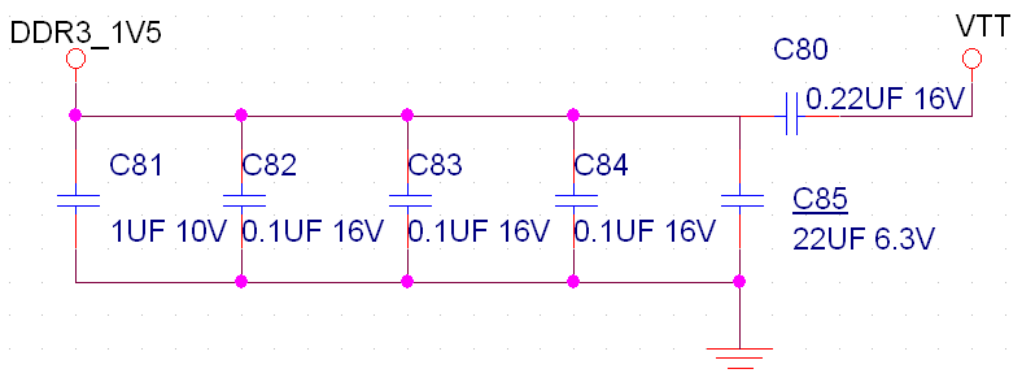 DDR3_1V5
VTT
C80
0.22UF 16V
C81
C82
C83
C84
C85
1UF 10V
0.1UF 16V
0.1UF 16V
0.1UF 16V
22UF 6.3V